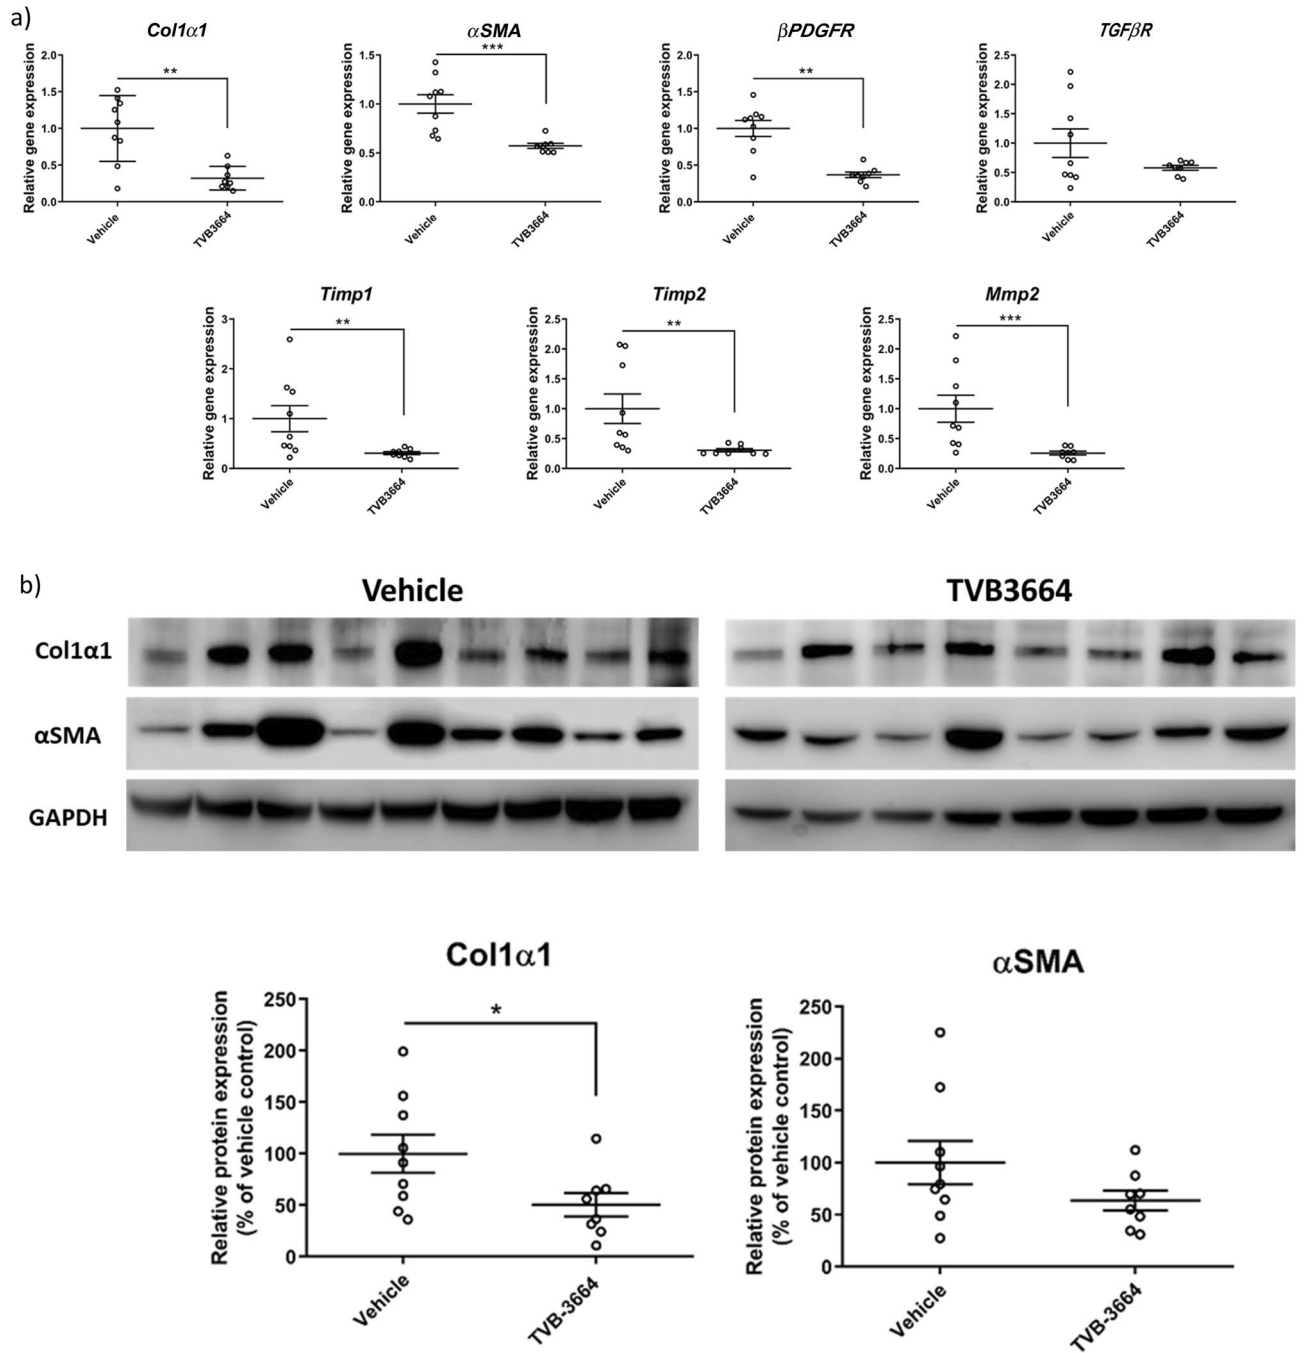 a)
Col1α1
αSMA
βPDGFR
TGFβR
Relative gene expression
2.0
1.5
1.0
0.5
0.0
**
Vehicle
TVB3664
Relative gene expression
1.5
1.0
0.5
0.0
***
Vehicle
TVB3664
Relative gene expression
2.0
1.5
1.0
0.5
0.0
**
Vehicle
TVB3664
Relative gene expression
2.5
2.0
1.5
1.0
0.5
0.0
Vehicle
TVB3664
Timp1
Timp2
Mmp2
Relative gene expression
3
2
1
0
**
Vehicle
TVB3664
Relative gene expression
2.5
2.0
1.5
1.0
0.5
0.0
**
Vehicle
TVB3664
Relative gene expression
2.5
2.0
1.5
1.0
0.5
0.0
***
Vehicle
TVB3664
b)
Vehicle
TVB3664
Col1α1
αSMA
GAPDH
Col1α1
Relative protein expression
(% of vehicle control)
250
200
150
100
50
0
*
Vehicle
TVB-3664
αSMA
Relative protein expression
(% of vehicle control)
250
200
150
100
50
0
Vehicle
TVB-3664